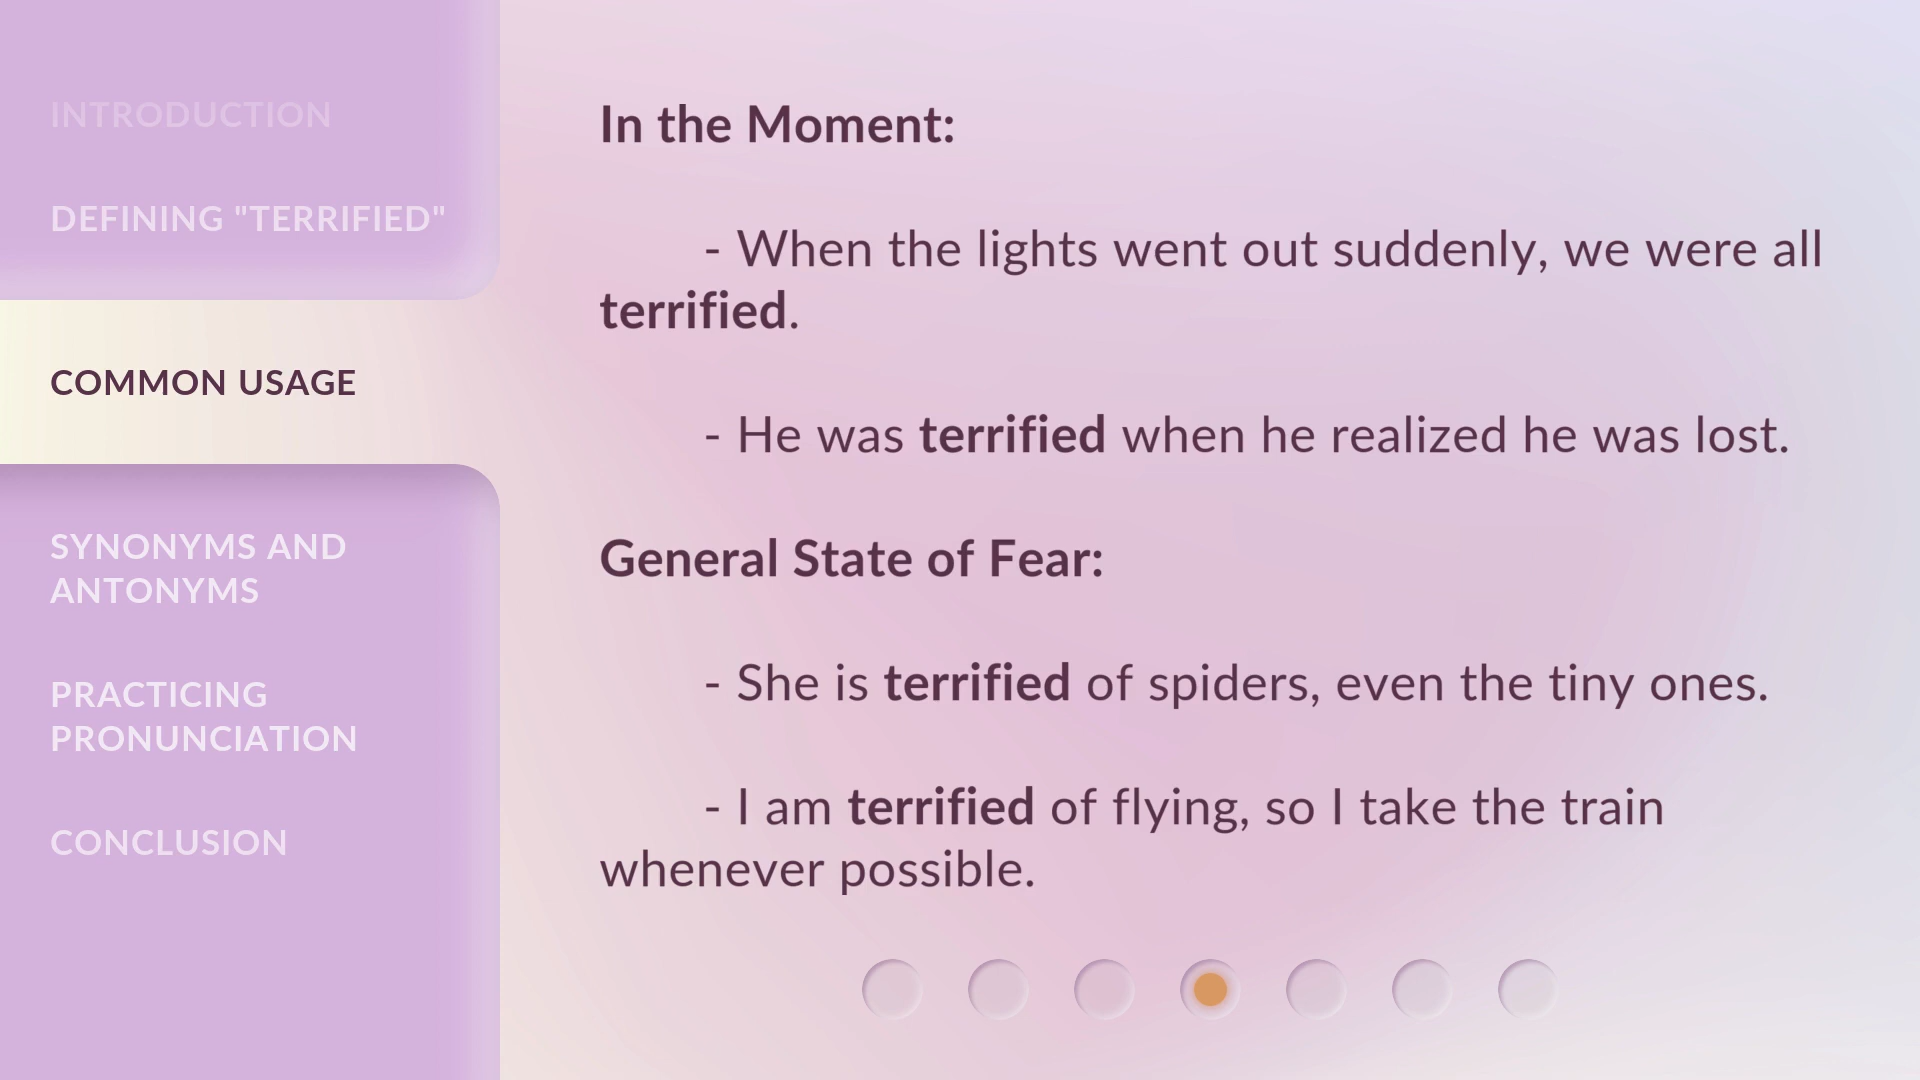 INTRODUCTION
DEFINING "TERRIFIED"
COMMON USAGE
SYNONYMS AND
ANTONYMS
PRACTICING
PRONUNCIATION
CONCLUSION
In the Moment:
- When the lights went out suddenly, we were all
terrified.
- He was terrified when he realized he was lost.
General State of Fear:
- She is terrified of spiders, even the tiny ones.
- I am terrified of flying, so I take the train
whenever possible.